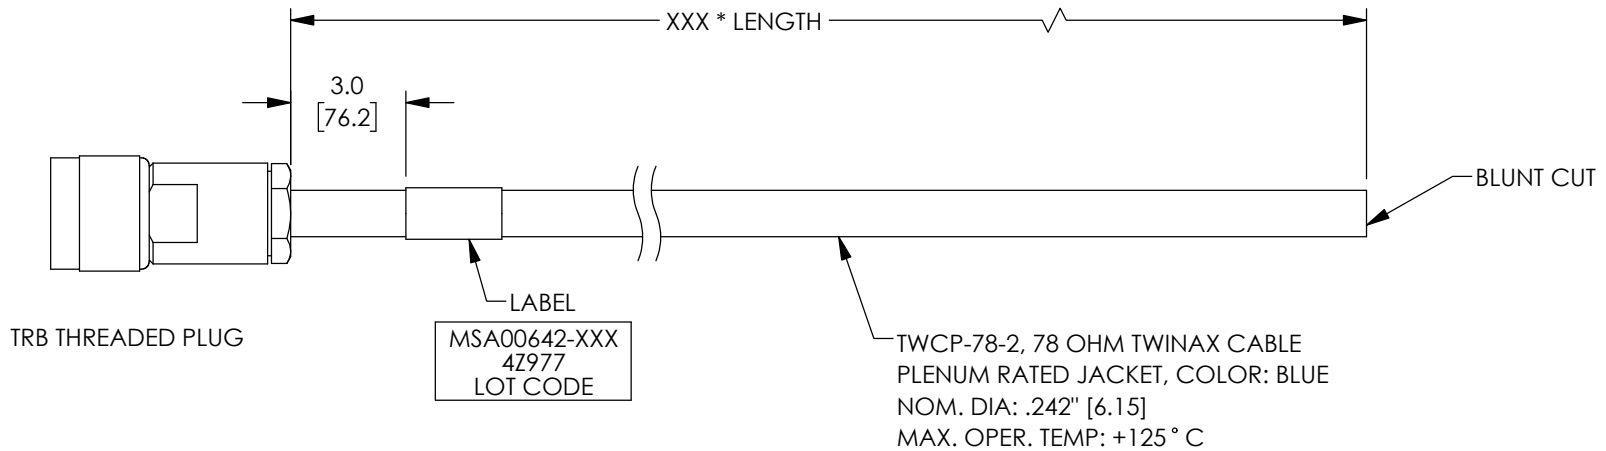 XXX * LENGTH
3.0
[76.2]
BLUNT CUT
LABEL
MSA00642-XXX
4Z977
LOT CODE
TRB THREADED PLUG
TWCP-78-2, 78 OHM TWINAX CABLE
PLENUM RATED JACKET, COLOR: BLUE
NOM. DIA: .242" [6.15]
MAX. OPER. TEMP: +125° C